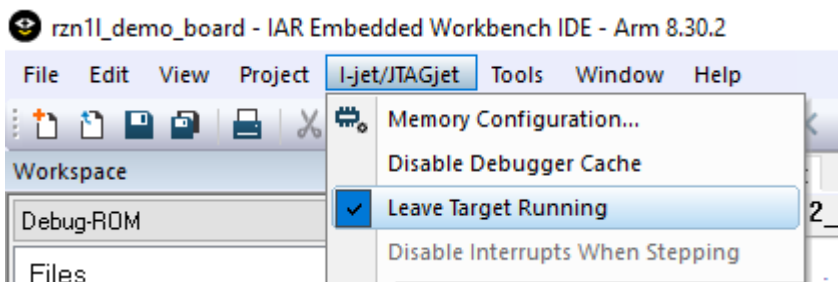 rzn1l_demo_board - IAR Embedded Workbench IDE - Arm 8.30.2
File Edit View Project I-jet/JTAGjet Tools Window Help
Memory Configuration...
Workspace
Disable Debugger Cache
Debug-ROM
Leave Target Running
2_
Files
Disable Interrupts When Stepping